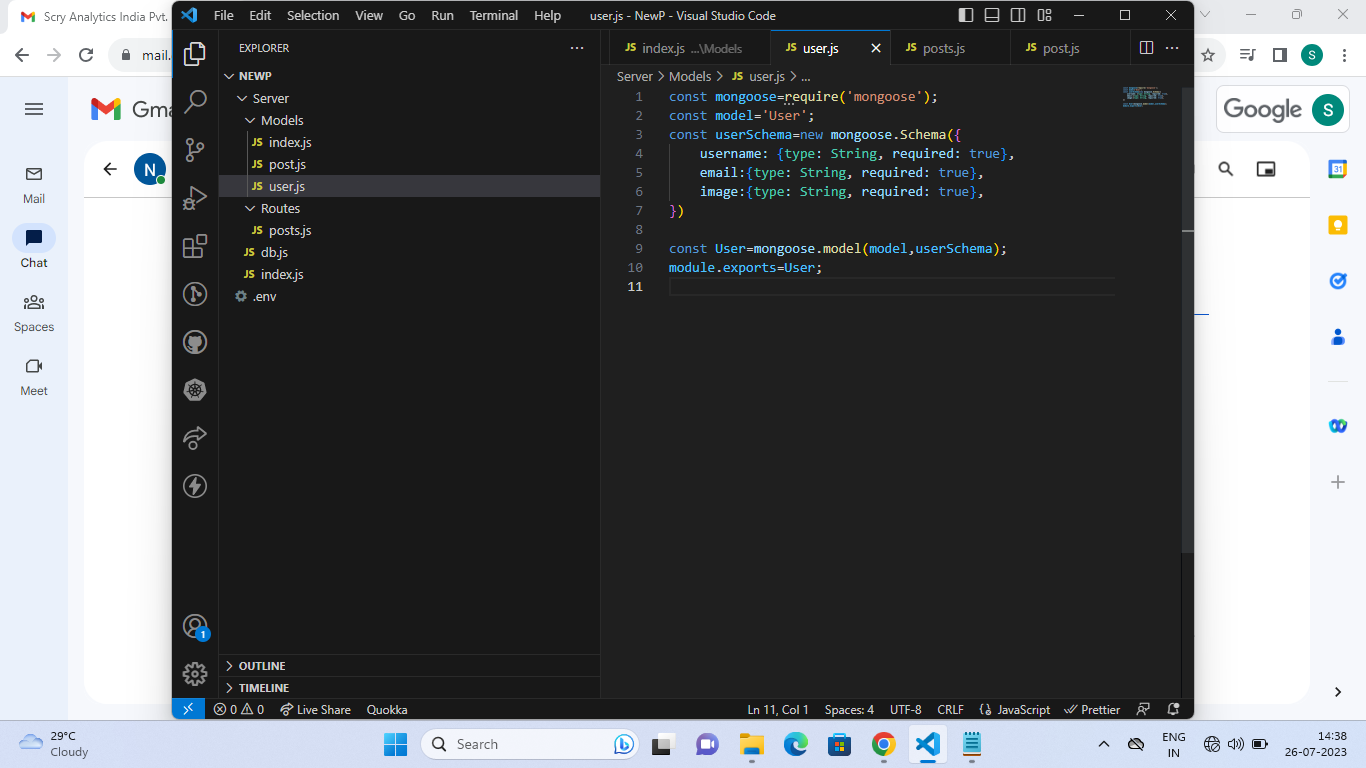 Scry Analytics India Pvt.
File Edit Selection View Go Run Terminal Help
user.js - NewP - Visual Studio Code
mail.
S
EXPLORER
JS index.js ...\Models
JS user.js
JS posts.js
JS post.js
Server > Models > JS user.js > ...
NEWP
Server
Models
JS index.js
JS post.js
JS user.js
Routes
JS posts.js
JS db.js
JS index.js
.env
1 const mongoose=require('mongoose');
2 const model='User';
3 const userSchema=new mongoose.Schema({
4 username: {type: String, required: true},
5 email:{type: String, required: true},
6 image:{type: String, required: true},
7 })
8
9 const User=mongoose.model(model,userSchema);
10 module.exports=User;
11
Gma
Google S
N
Mail
Chat
Spaces
Meet
31
1
OUTLINE
TIMELINE
0 0 Live Share Quokka
Ln 11, Col 1 Spaces: 4 UTF-8 CRLF {} JavaScript Prettier
29°C
Cloudy
Search
ENG
IN
14:38
26-07-2023